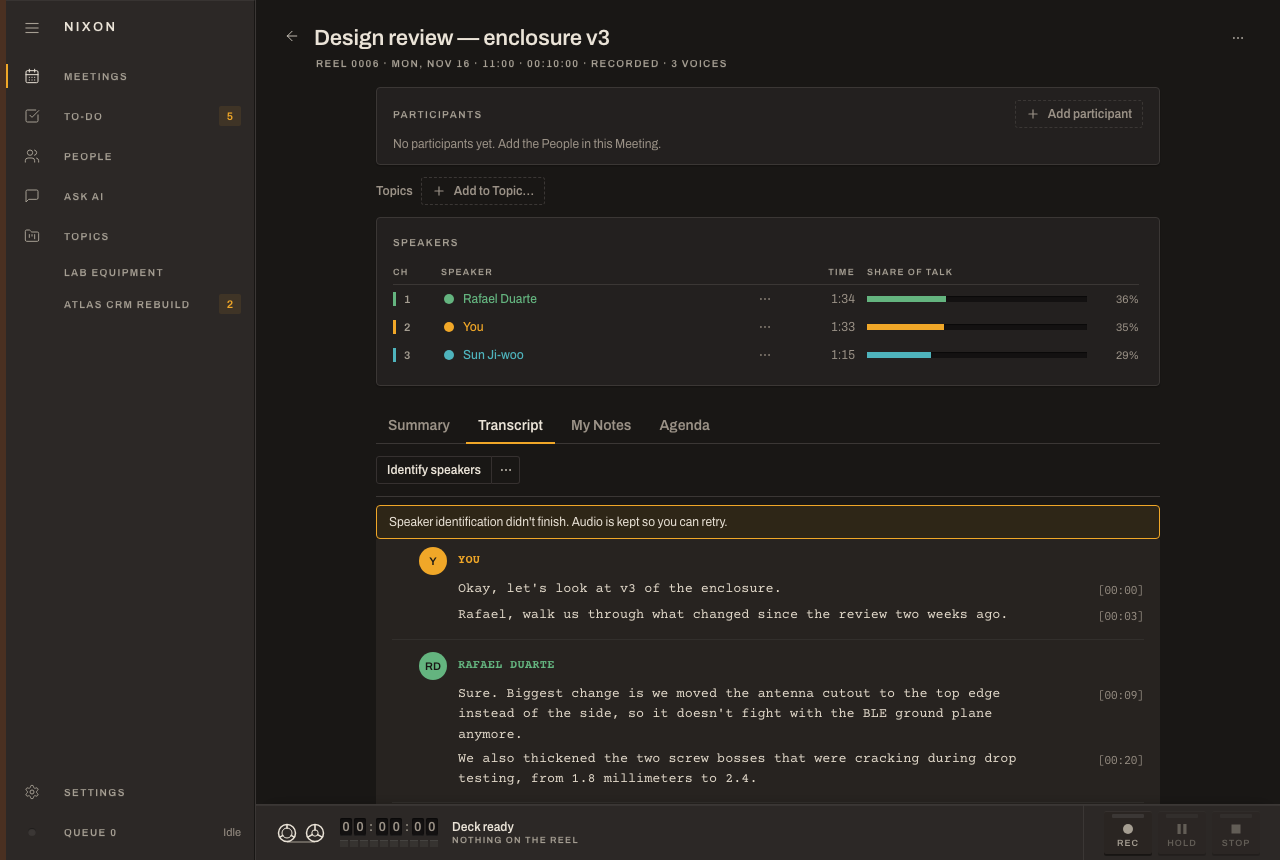 NIXON
MEETINGS
TO-DO 5
PEOPLE
ASK AI
TOPICS
LAB EQUIPMENT
ATLAS CRM REBUILD 2
SETTINGS
QUEUE 0 Idle
Design review — enclosure v3
REEL 0006 · MON, NOV 16 · 11:00 · 00:10:00 · RECORDED · 3 VOICES
PARTICIPANTS
Add participant
No participants yet. Add the People in this Meeting.
Topics
Add to Topic...
SPEAKERS
CH SPEAKER TIME SHARE OF TALK
1 Rafael Duarte 1:34 36%
2 You 1:33 35%
3 Sun Ji-woo 1:15 29%
Summary Transcript My Notes Agenda
Identify speakers
Speaker identification didn't finish. Audio is kept so you can retry.
Y YOU
Okay, let's look at v3 of the enclosure. [00:00]
Rafael, walk us through what changed since the review two weeks ago. [00:03]
RD RAFAEL DUARTE
Sure. Biggest change is we moved the antenna cutout to the top edge [00:09]
instead of the side, so it doesn't fight with the BLE ground plane
anymore.
We also thickened the two screw bosses that were cracking during drop [00:20]
testing, from 1.8 millimeters to 2.4.
00:00:00
Deck ready
NOTHING ON THE REEL
REC HOLD STOP